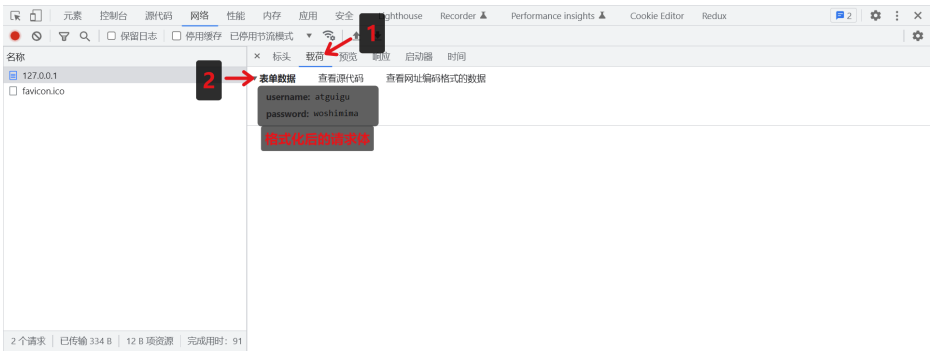 元素 控制台 源代码 网络 性能 内存 应用 安全 Lighthouse Recorder Performance insights Cookie Editor Redux 2
保留日志 停用缓存 已停用节流模式
名称
× 标头 载荷 预览 响应 启动器 时间
1
127.0.0.1
2
表单数据 查看源代码 查看网址编码格式的数据
favicon.ico
username: atguigu
password: woshimima
格式化后的请求体
2 个请求 已传输 334 B 12 B 项资源 完成用时: 91